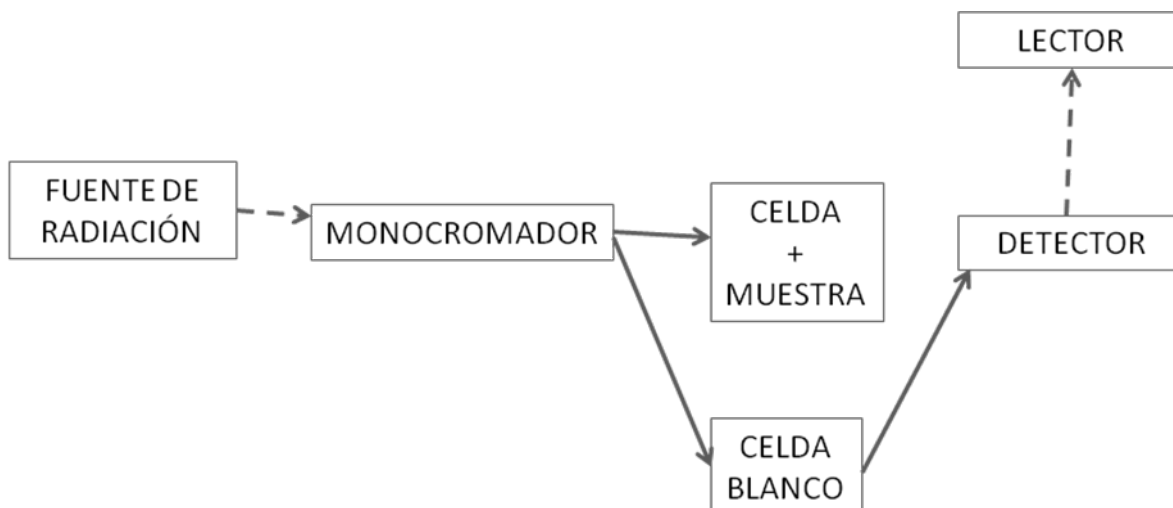 LECTOR
FUENTE DE
RADIACIÓN
MONOCROMADOR
CELDA
+
MUESTRA
DETECTOR
CELDA
BLANCO